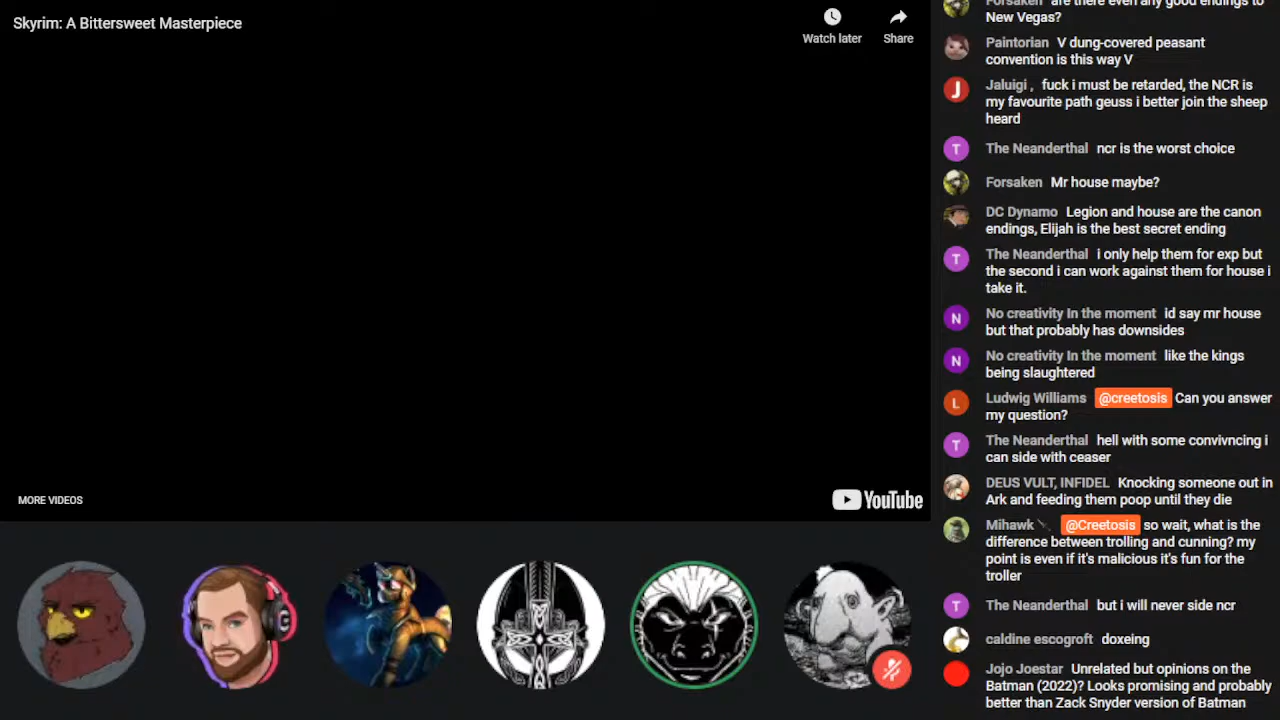 Skyrim: A Bittersweet Masterpiece
Watch later
Share
MORE VIDEOS
YouTube
Forsaken are there even any good endings to
New Vegas?
Paintorian V dung-covered peasant
convention is this way V
J
Jaluigi , fuck i must be retarded, the NCR is
my favourite path geuss i better join the sheep
heard
T
The Neanderthal ncr is the worst choice
Forsaken Mr house maybe?
DC Dynamo Legion and house are the canon
endings, Elijah is the best secret ending
T
The Neanderthal i only help them for exp but
the second i can work against them for house i
take it.
N
No creativity In the moment id say mr house
but that probably has downsides
N
No creativity In the moment like the kings
being slaughtered
L
Ludwig Williams @creetosis Can you answer
my question?
T
The Neanderthal hell with some convivncing i
can side with ceaser
DEUS VULT, INFIDEL Knocking someone out in
Ark and feeding them poop until they die
Mihawk @Creetosis so wait, what is the
difference between trolling and cunning? my
point is even if it's malicious it's fun for the
troller
T
The Neanderthal but i will never side ncr
caldine escogroft doxeing
Jojo Joestar Unrelated but opinions on the
Batman (2022)? Looks promising and probably
better than Zack Snyder version of Batman